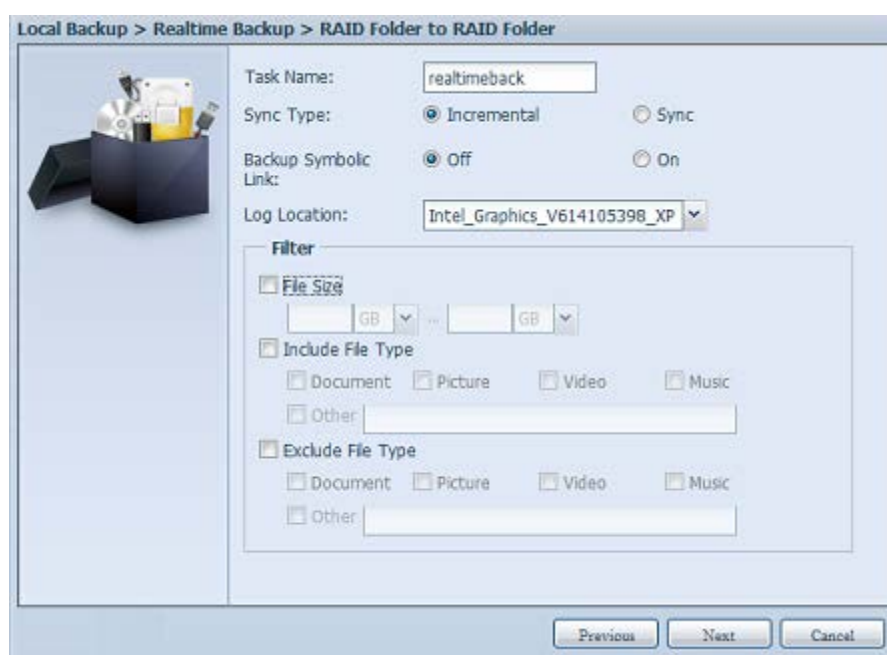 Local Backup > Realtime Backup > RAID Folder to RAID Folder
Task Name: realtimeback
Sync Type: Incremental Sync
Backup Symbolic Link: Off On
Log Location: Intel_Graphics_V614105398_XP
Filter
File Size
GB ... GB
Include File Type
Document Picture Video Music
Other
Exclude File Type
Document Picture Video Music
Other
Previous Next Cancel